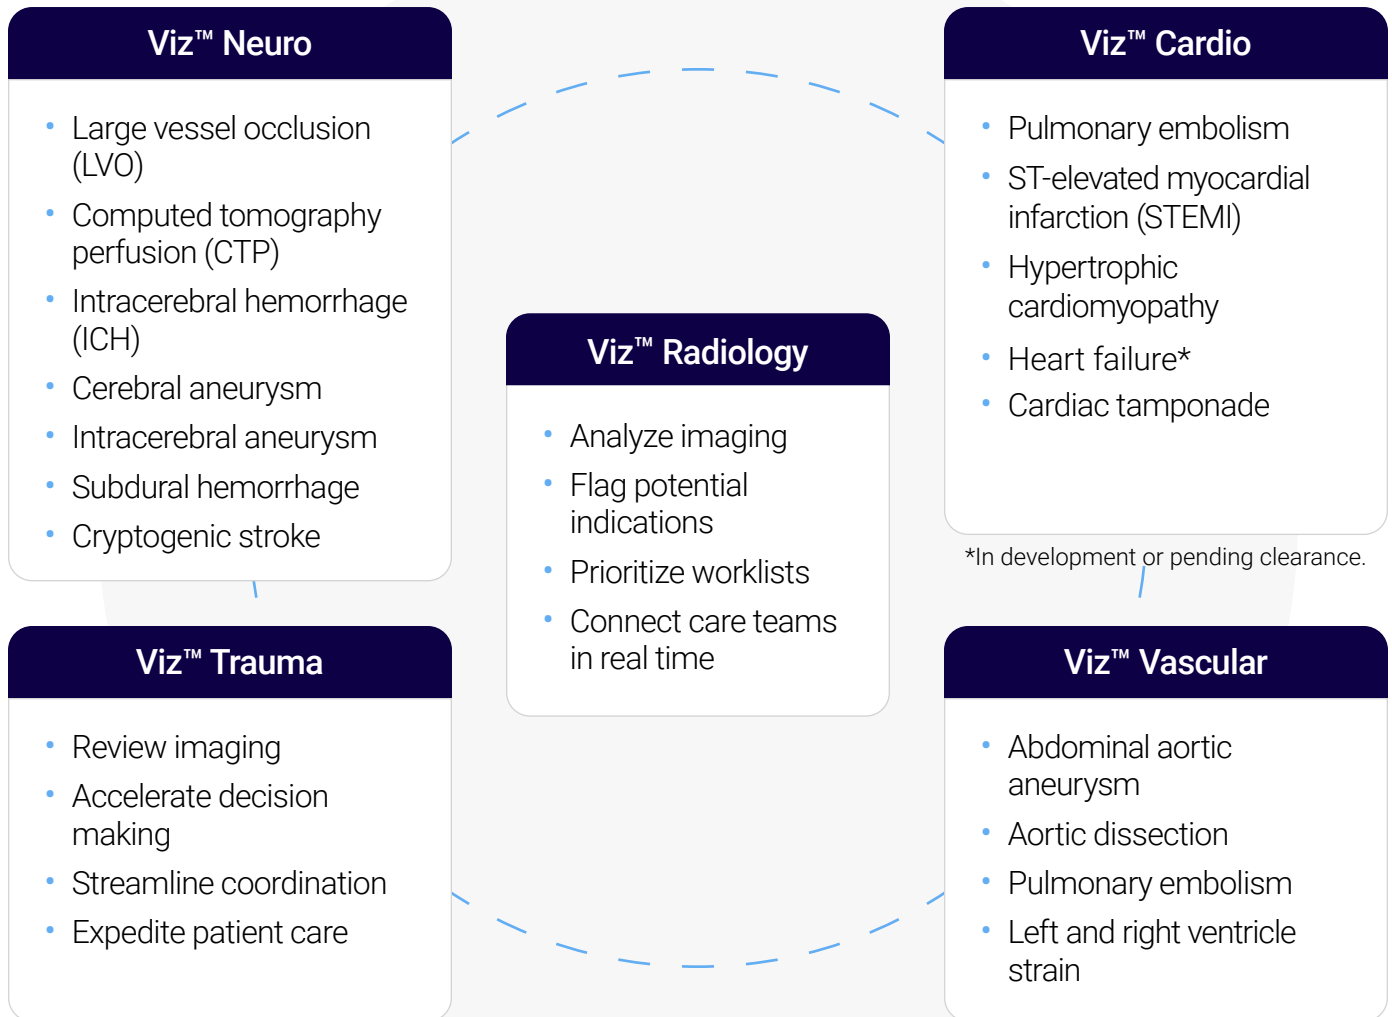 Viz™ Neuro
• Large vessel occlusion
(LVO)
• Computed tomography
perfusion (CTP)
• Intracerebral hemorrhage
(ICH)
• Cerebral aneurysm
• Intracerebral aneurysm
• Subdural hemorrhage
• Cryptogenic stroke
Viz™ Cardio
• Pulmonary embolism
• ST-elevated myocardial
infarction (STEMI)
• Hypertrophic
cardiomyopathy
• Heart failure*
• Cardiac tamponade
*In development or pending clearance.
Viz™ Radiology
• Analyze imaging
• Flag potential
indications
• Prioritize worklists
• Connect care teams
in real time
Viz™ Trauma
• Review imaging
• Accelerate decision
making
• Streamline coordination
• Expedite patient care
Viz™ Vascular
• Abdominal aortic
aneurysm
• Aortic dissection
• Pulmonary embolism
• Left and right ventricle
strain